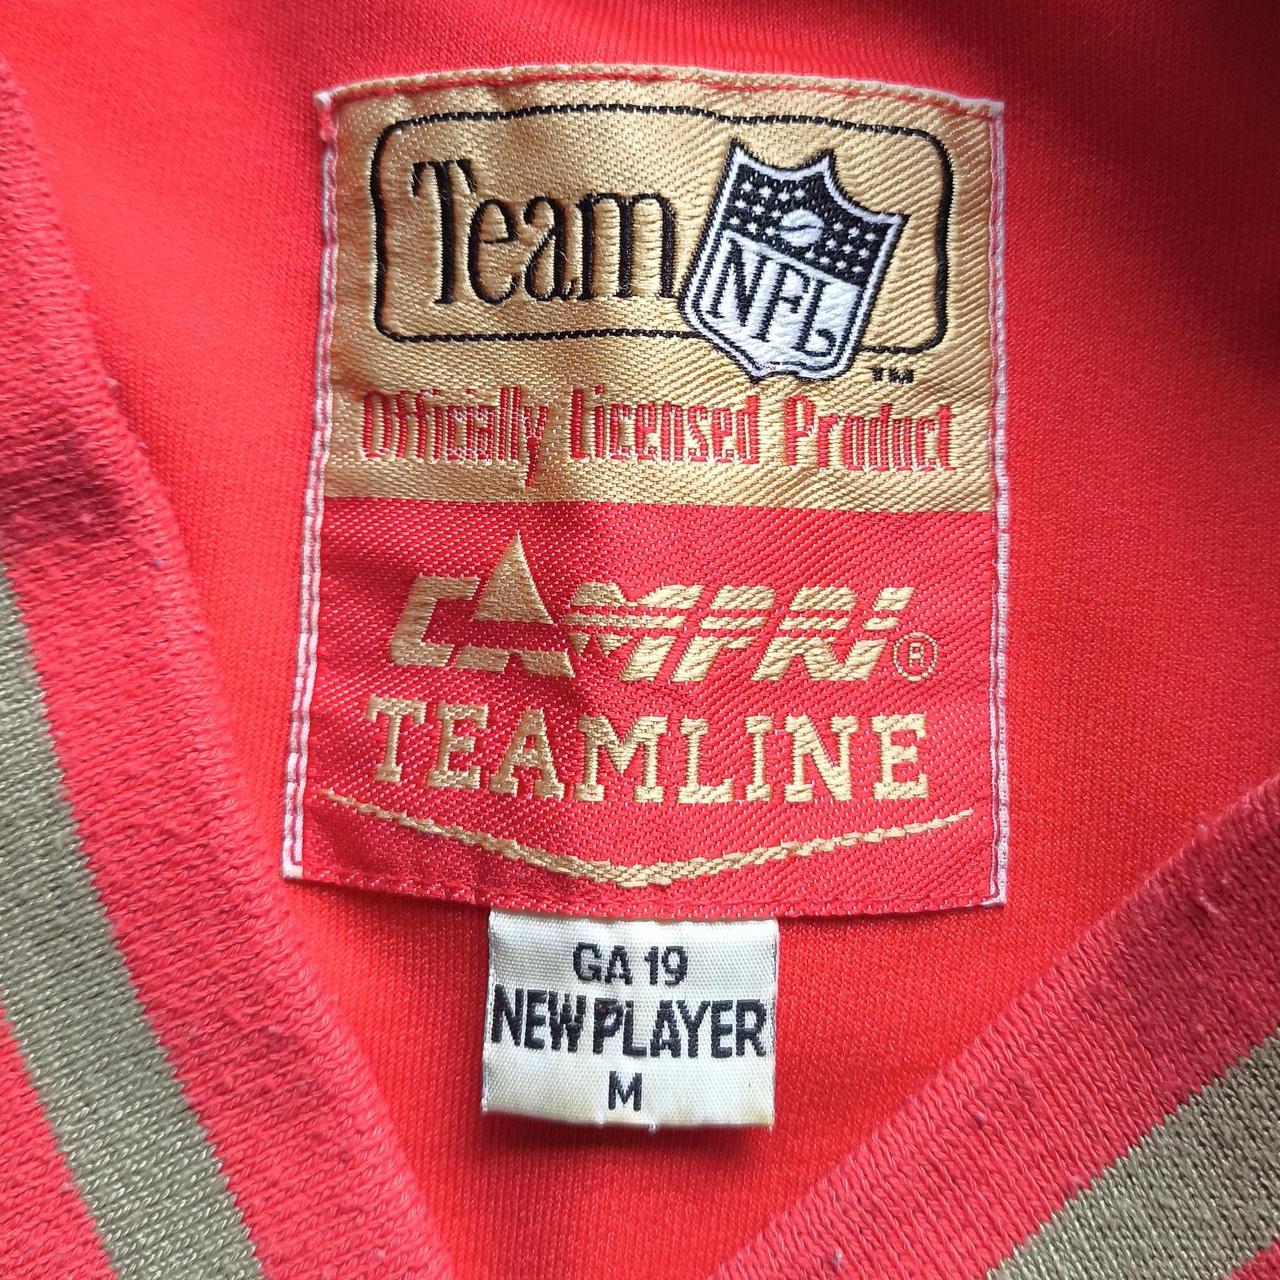 Team NFL
™
Officially Licensed Product
CAMPRI ®
TEAMLINE
GA 19
NEW PLAYER
M